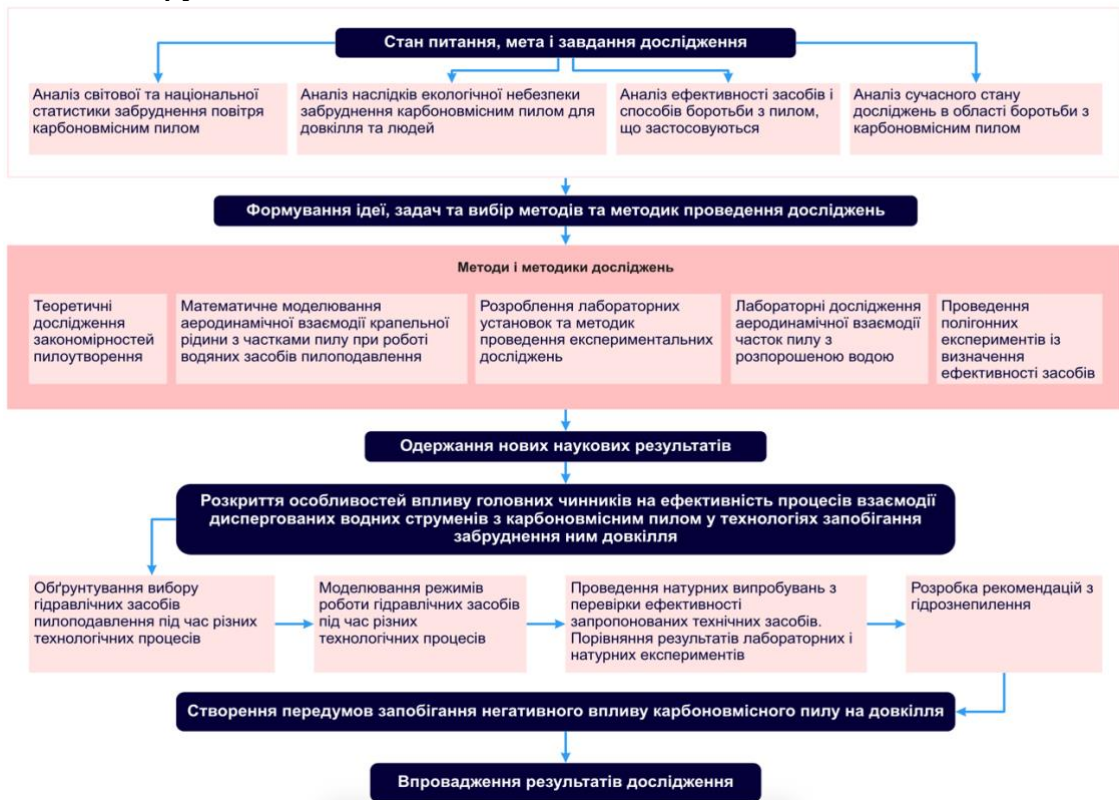 Стан питання, мета і завдання дослідження
Аналіз світової та національної
статистики забруднення повітря
карбоновмісним пилом
Аналіз наслідків екологічної небезпеки
забруднення карбоновмісним пилом для
довкілля та людей
Аналіз ефективності засобів і
способів боротьби з пилом,
що застосовуються
Аналіз сучасного стану
досліджень в області боротьби з
карбоновмісним пилом
Формування ідеї, задач та вибір методів та методик проведення досліджень
Методи і методики досліджень
Теоретичні
дослідження
закономірностей
пилоутворення
Математичне моделювання
аеродинамічної взаємодії крапельної
рідини з частками пилу при роботі
водяних засобів пилоподавлення
Розроблення лабораторних
установок та методик
проведення експериментальних
досліджень
Лабораторні дослідження
аеродинамічної взаємодії
часток пилу з
розпорошеною водою
Проведення
полігонних
експериментів із
визначення
ефективності засобів
Одержання нових наукових результатів
Розкриття особливостей впливу головних чинників на ефективність процесів взаємодії
диспергованих водних струменів з карбоновмісним пилом у технологіях запобігання
забруднення ним довкілля
Обґрунтування вибору
гідравлічних засобів
пилоподавлення під час різних
технологічних процесів
Моделювання режимів
роботи гідравлічних засобів
під час різних
технологічних процесів
Проведення натурних випробувань з
перевірки ефективності
запропонованих технічних засобів.
Порівняння результатів лабораторних і
натурних експериментів
Розробка рекомендацій з
гідрознепилення
Створення передумов запобігання негативного впливу карбоновмісного пилу на довкілля
Впровадження результатів дослідження